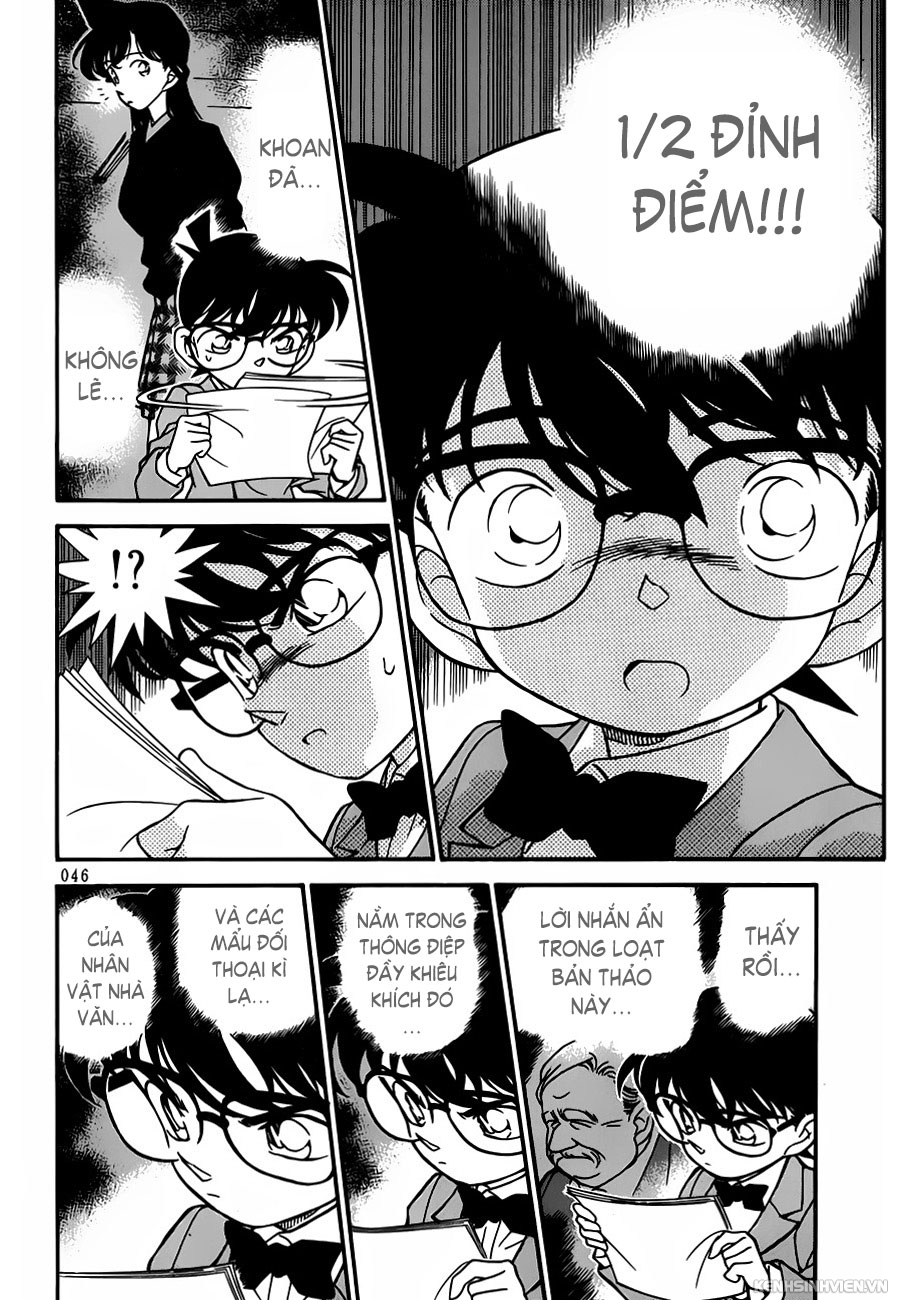 1/2 ĐỈNH
ĐIỂM!!!
KHOAN
ĐÃ...
KHÔNG
LẼ...
!?
046
THẤY
RỒI...
LỜI NHẮN ẨN
TRONG LOẠT
BẢN THẢO
NÀY...
NẰM TRONG
THÔNG ĐIỆP
ĐẦY KHIÊU
KHÍCH ĐÓ
...
VÀ CÁC
MẨU ĐỐI
THOẠI KÌ
LẠ...
CỦA
NHÂN
VẬT NHÀ
VĂN...
KENHSINHVIEN.VN